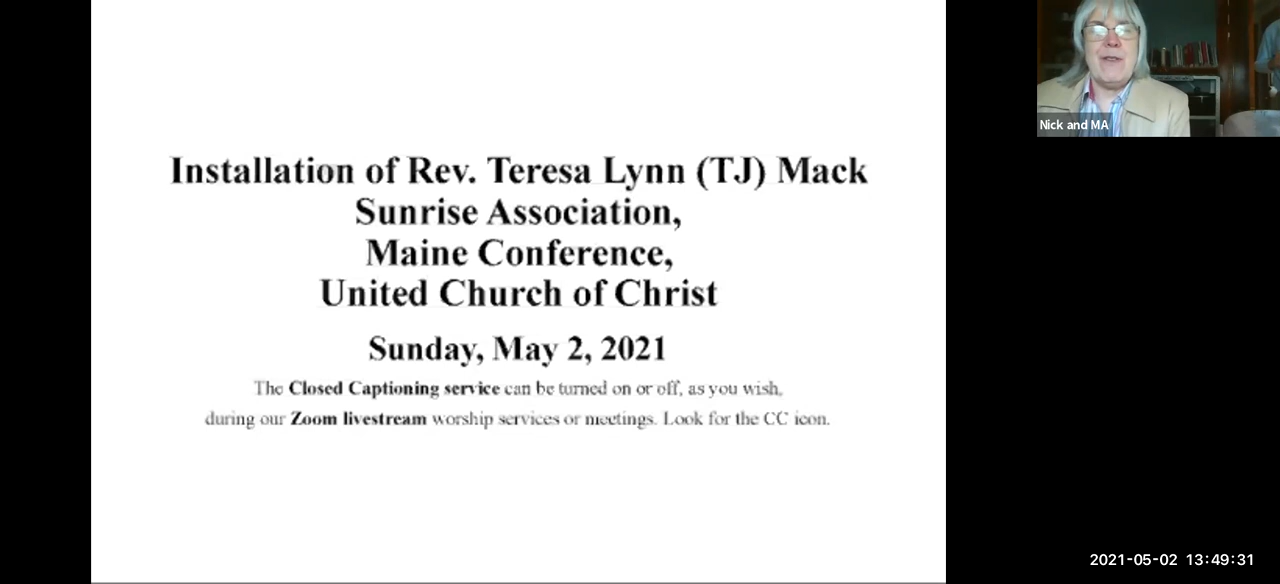 Installation of Rev. Teresa Lynn (TJ) Mack
Sunrise Association,
Maine Conference,
United Church of Christ
Sunday, May 2, 2021
The Closed Captioning service can be turned on or off, as you wish,
during our Zoom livestream worship services or meetings. Look for the CC icon.
Nick and MA
2021-05-02 13:49:31